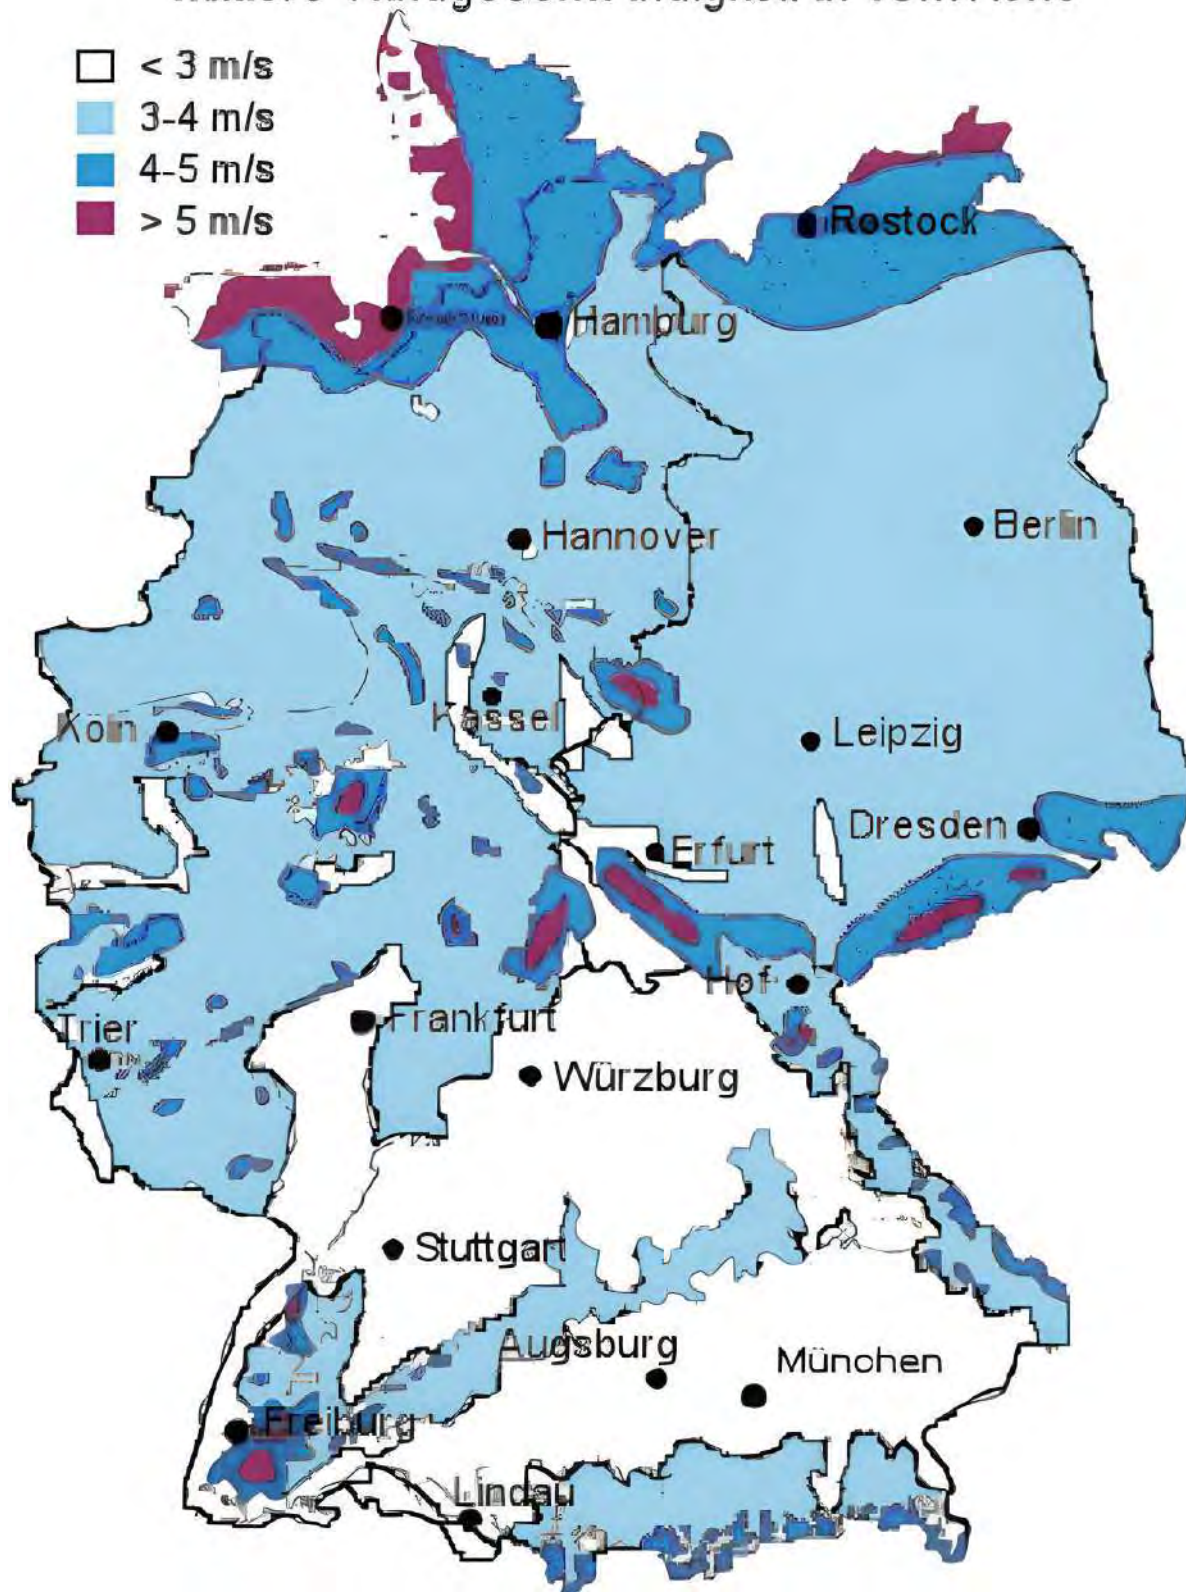 < 3 m/s
3-4 m/s
4-5 m/s
> 5 m/s
Rostock
Hamburg
Hannover
Berlin
Köln
Kassel
Leipzig
Dresden
Erfurt
Hof
Trier
Frankfurt
Würzburg
Stuttgart
Augsburg
München
Freiburg
Lindau